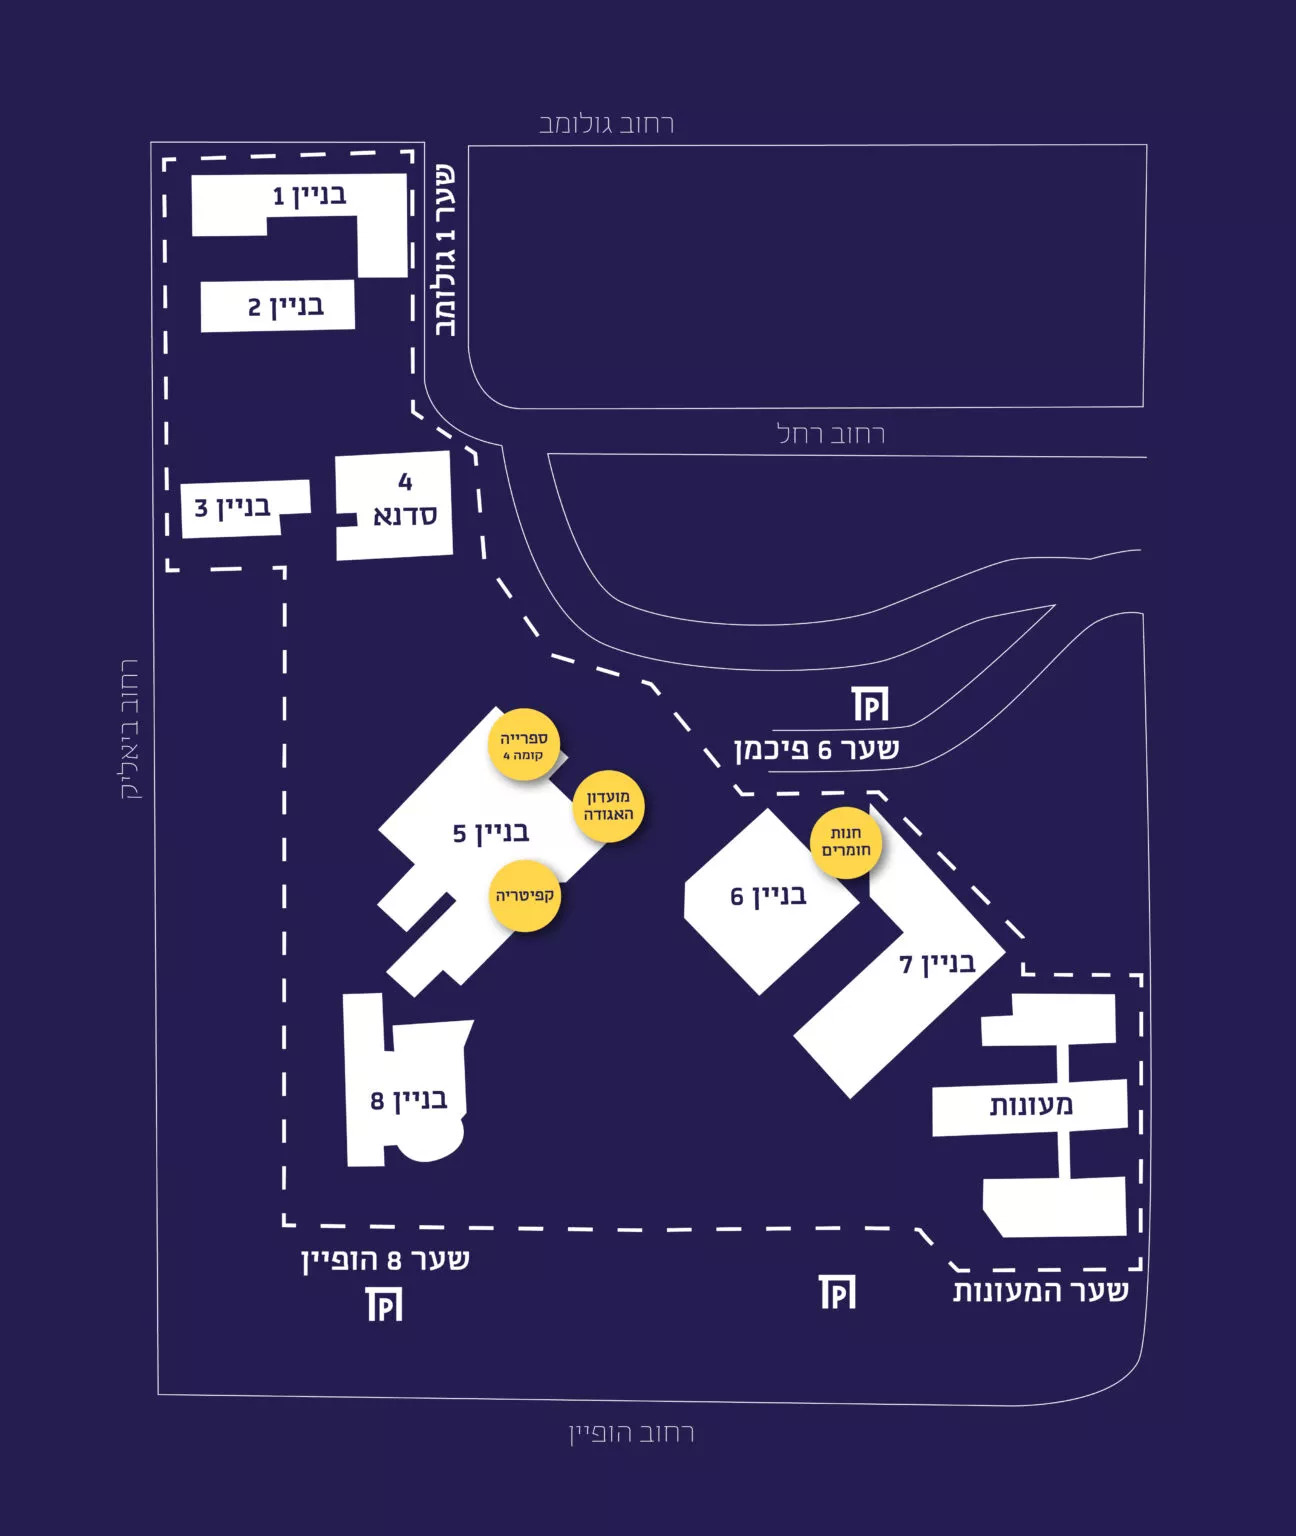 רחוב גולומב
בניין 1
שער 1 גולומב
בניין 2
רחוב רחל
4
סדנא
בניין 3
רחוב ביאליק
P
שער 6 פיכמן
ספרייה
קומה 4
מועדון
האגודה
בניין 5
חנות
חומרים
קפיטריה
בניין 6
בניין 7
בניין 8
מעונות
שער 8 הופיין
P
P
שער המעונות
רחוב הופיין